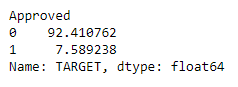 Approved
0    92.410762
1     7.589238
Name: TARGET, dtype: float64